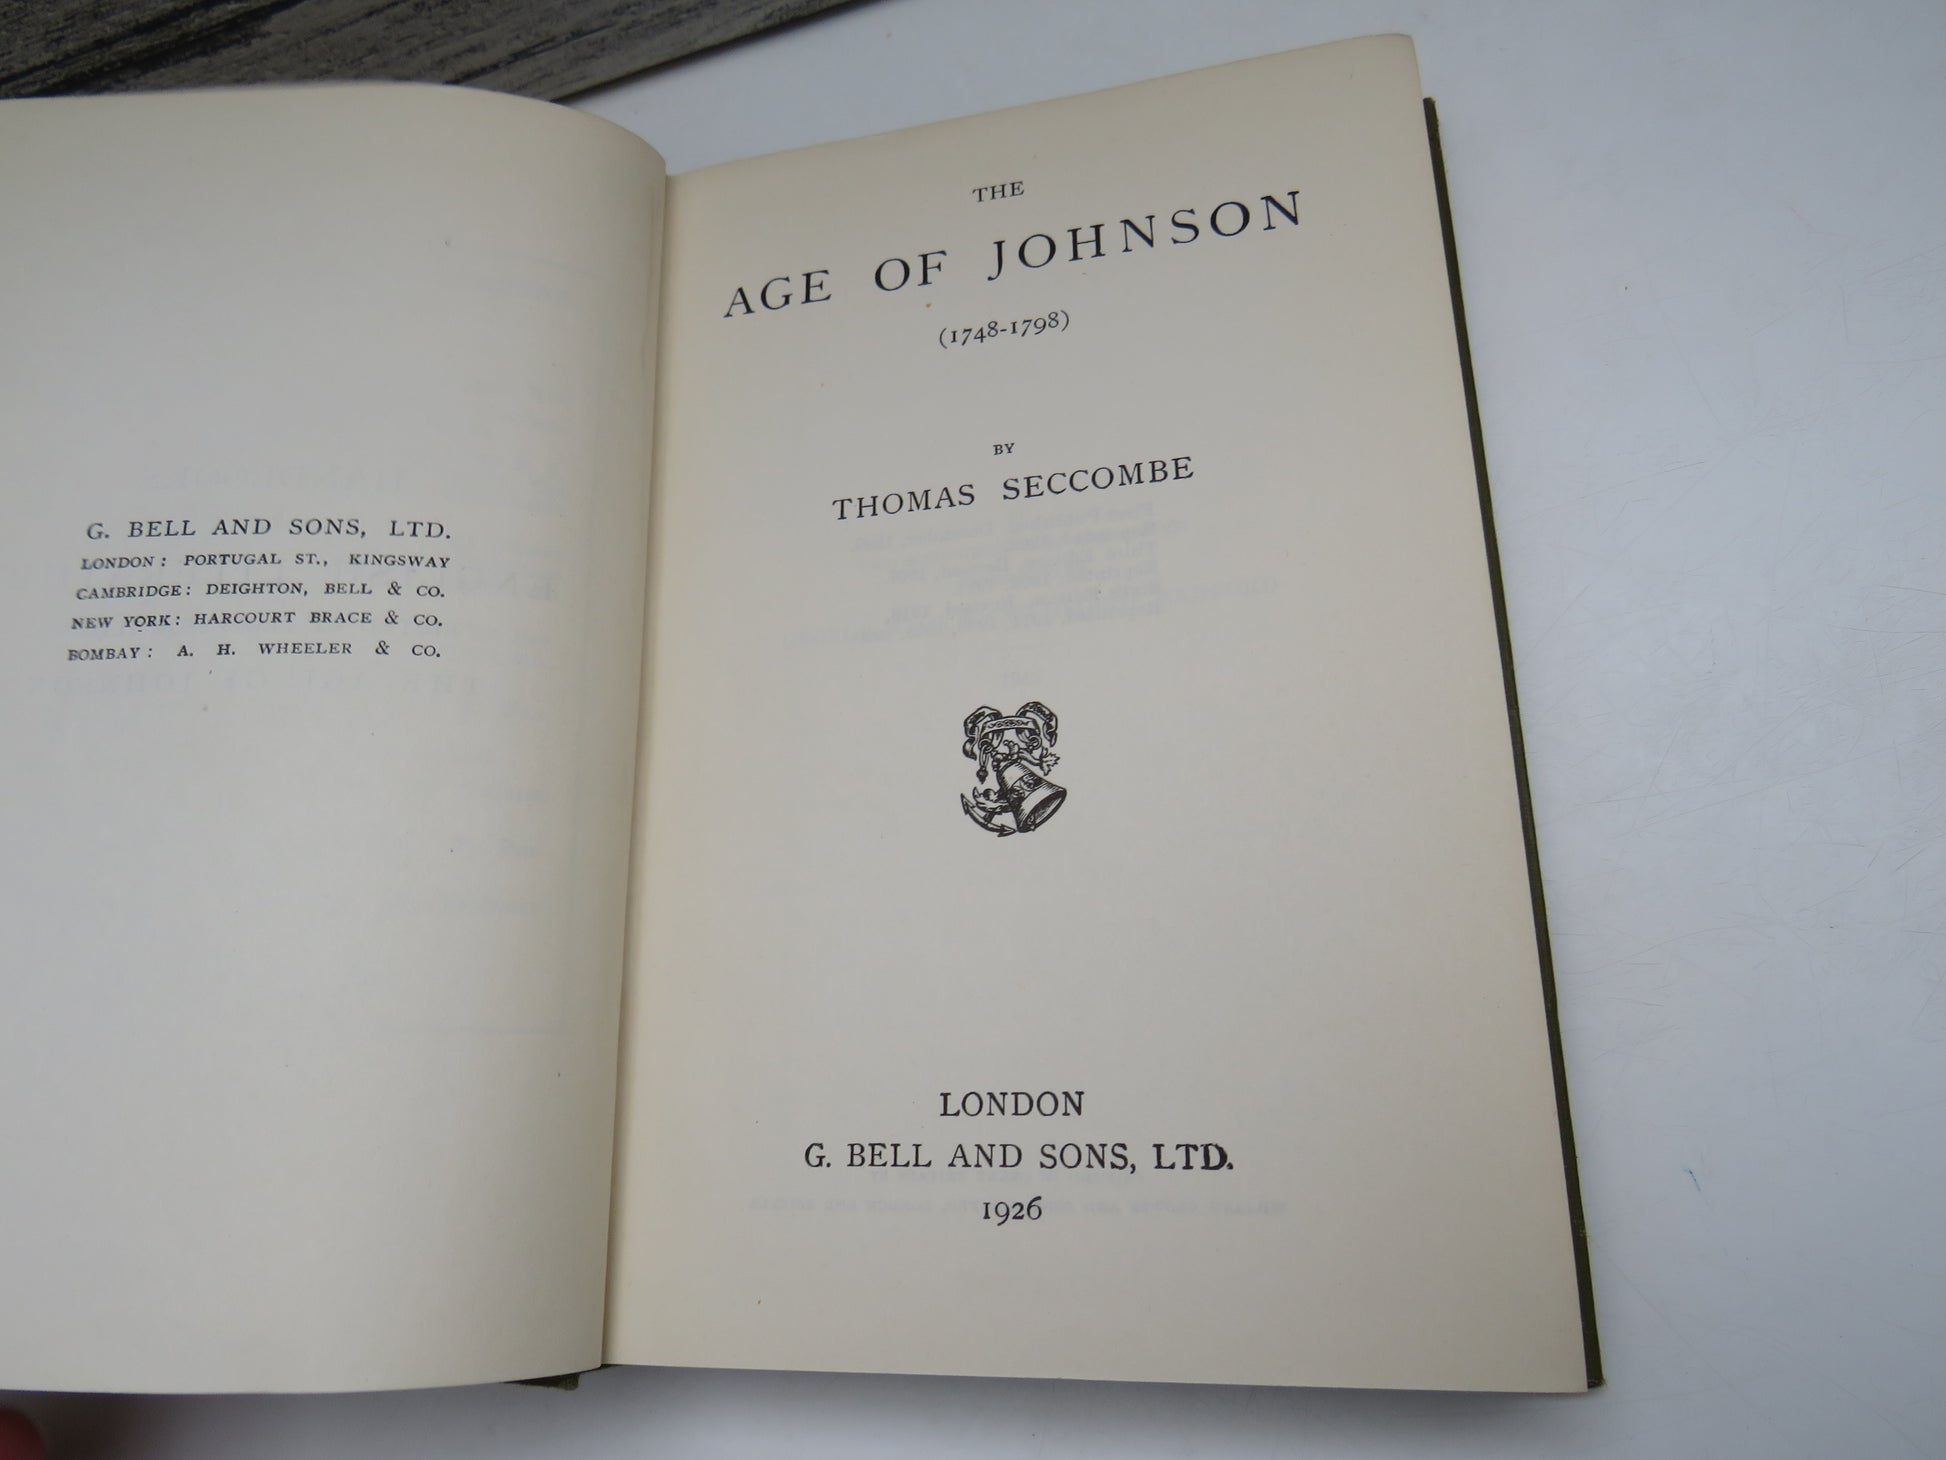 G. BELL AND SONS, LTD.
LONDON: PORTUGAL ST., KINGSWAY
CAMBRIDGE: DEIGHTON, BELL & CO.
NEW YORK: HARCOURT BRACE & CO.
BOMBAY: A. H. WHEELER & CO.
THE
AGE OF JOHNSON
(1748-1798)
BY
THOMAS SECCOMBE
LONDON
G. BELL AND SONS, LTD.
1926